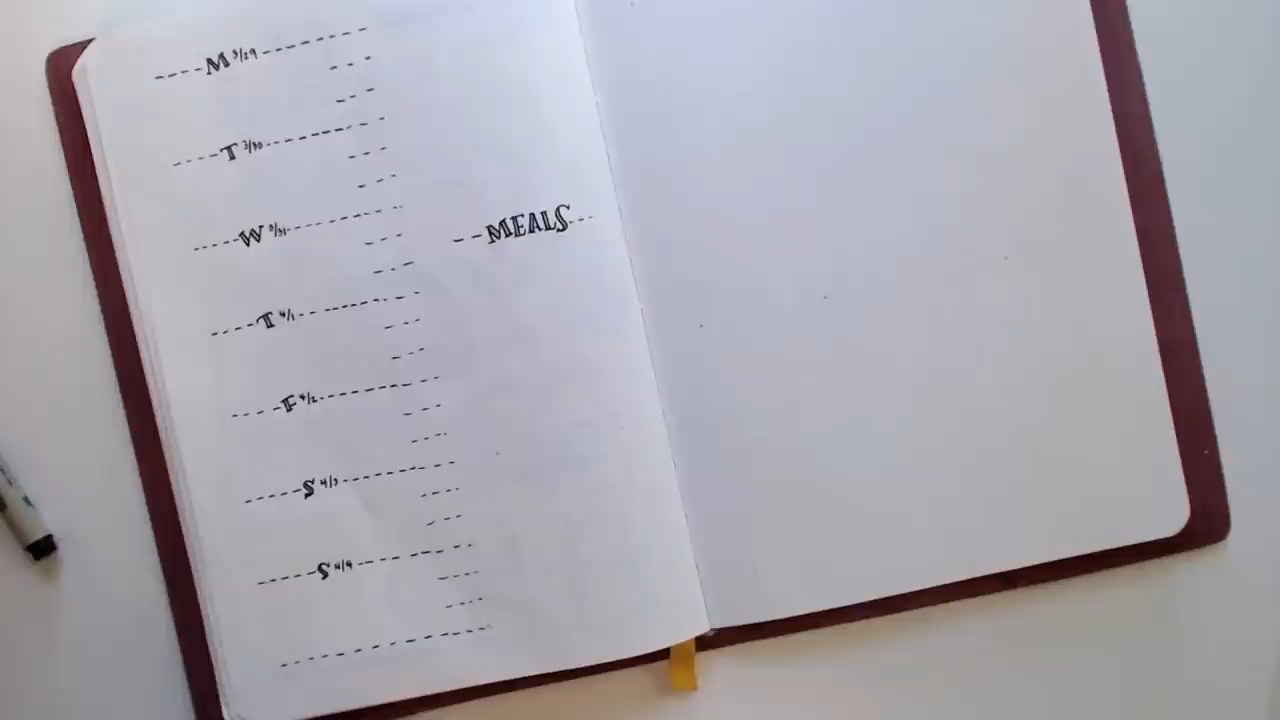 M 3/29
T 3/30
W 3/31
MEALS
T 4/1
F 4/2
S 4/3
S 4/4